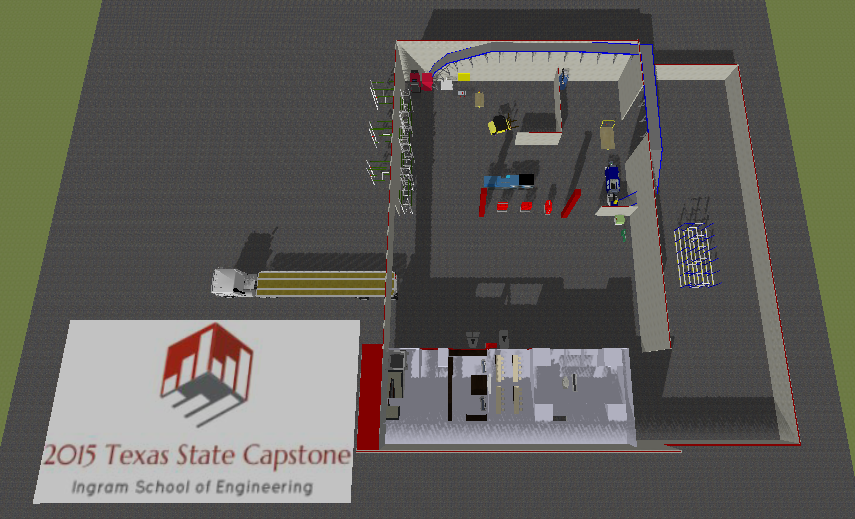 2015 Texas State Capstone
Ingram School of Engineering